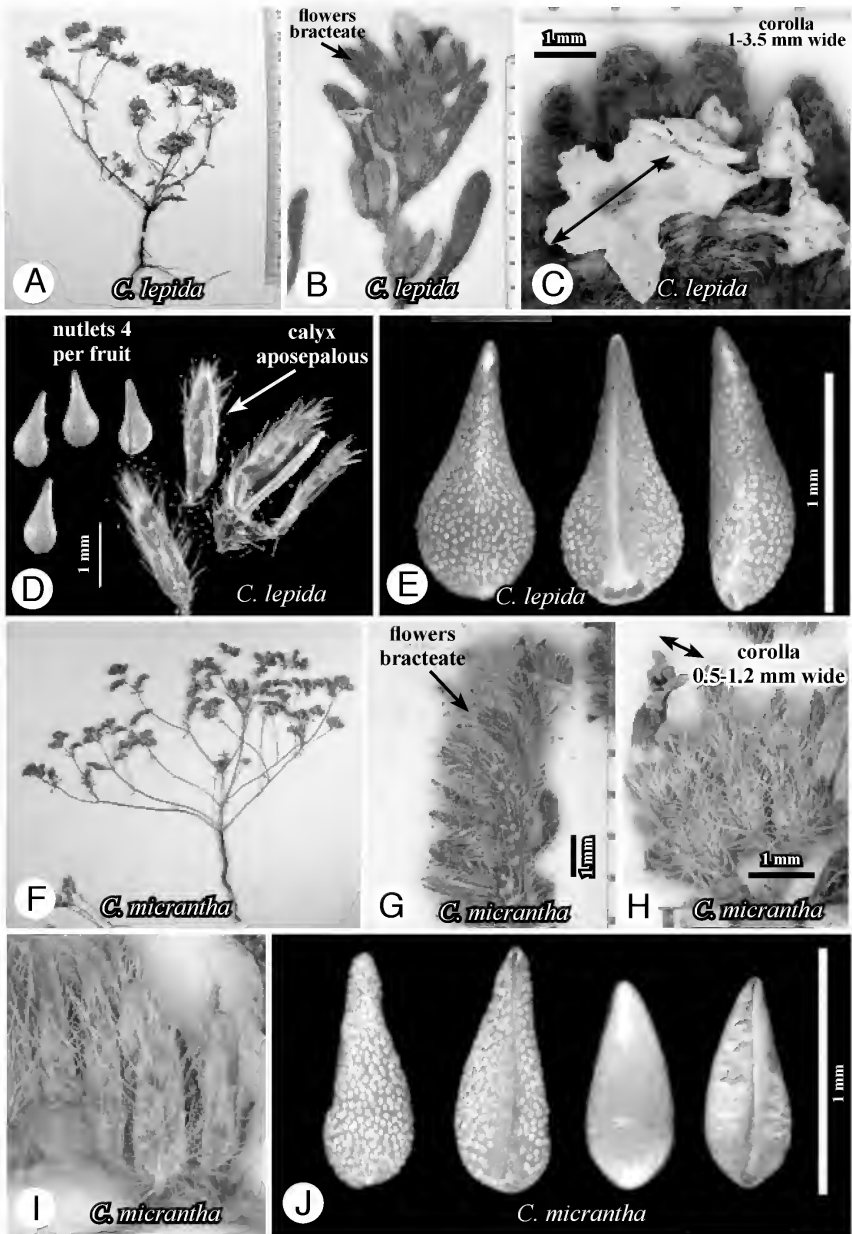 flowers
bracteate
B
C. lepida
A
C. lepida
1 mm
corolla
1-3.5 mm wide
C
C. lepida
nutlets 4
per fruit
calyx
aposepalous
1 mm
D
C. lepida
1 mm
E
C. lepida
F
C. micrantha
flowers
bracteate
1 mm
G
C. micrantha
corolla
0.5-1.2 mm wide
1 mm
H
C. micrantha
I
C. micrantha
1 mm
J
C. micrantha